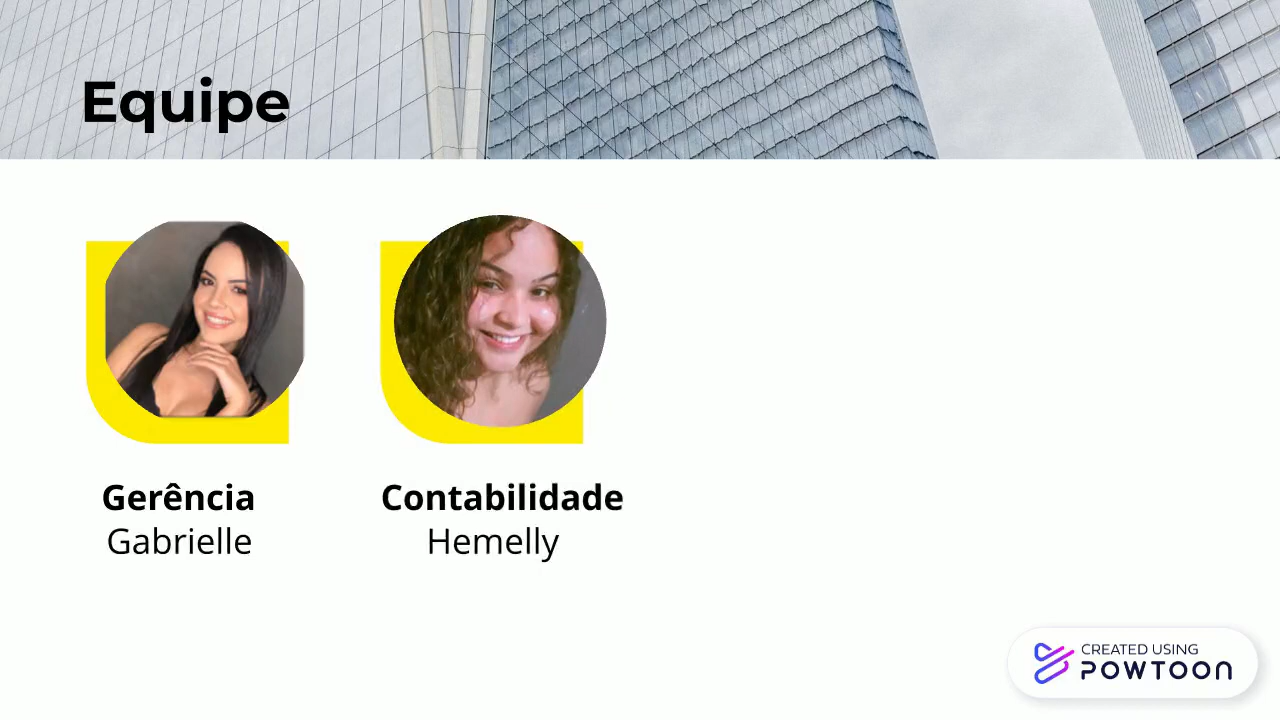 Equipe
Gerência
Gabrielle
Contabilidade
Hemelly
CREATED USING
POWTOON